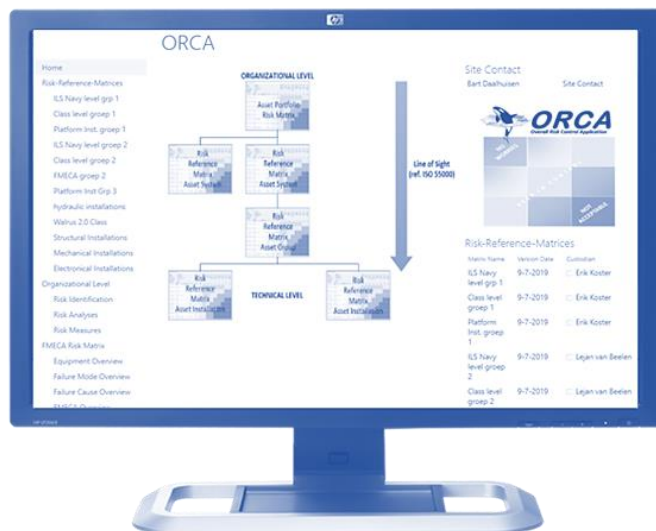 hp
ORCA
Home
Risk-Reference-Matrices
ILS Navy level grp 1
Class level groep 1
Platform Inst. groep 1
ILS Navy level groep 2
Class level groep 2
FMECA groep 2
Platform Inst Grp 3
hydraulic installations
Walrus 2.0 Class
Structural Installations
Mechanical Installations
Electronical Installations
Organizational Level
Risk Identification
Risk Analyses
Risk Measures
FMECA Risk Matrix
Equipment Overview
Failure Mode Overview
Failure Cause Overview
FMECA Overview
ORGANIZATIONAL LEVEL
Asset Portfolio
Risk Matrix
Risk
Reference
Matrix
Asset System
Risk
Reference
Matrix
Asset System
Risk
Reference
Matrix
Asset Group
Risk
Reference
Matrix
Asset Installation
TECHNICAL LEVEL
Risk
Reference
Matrix
Asset Installation
Line of Sight
(ref. ISO 55000)
Site Contact
Bart Daalhuisen Site Contact
ORCA
Overall Risk Control Application
NOT
ACCEPTABLE
Risk-Reference-Matrices
Matrix Name Version Date Custodian
ILS Navy 9-7-2019 Erik Koster
level grp 1
Class level 9-7-2019 Erik Koster
groep 1
Platform 9-7-2019 Erik Koster
Inst. groep
1
ILS Navy 9-7-2019 Lejan van Beelen
level groep
2
Class level 9-7-2019 Lejan van Beelen
groep 2